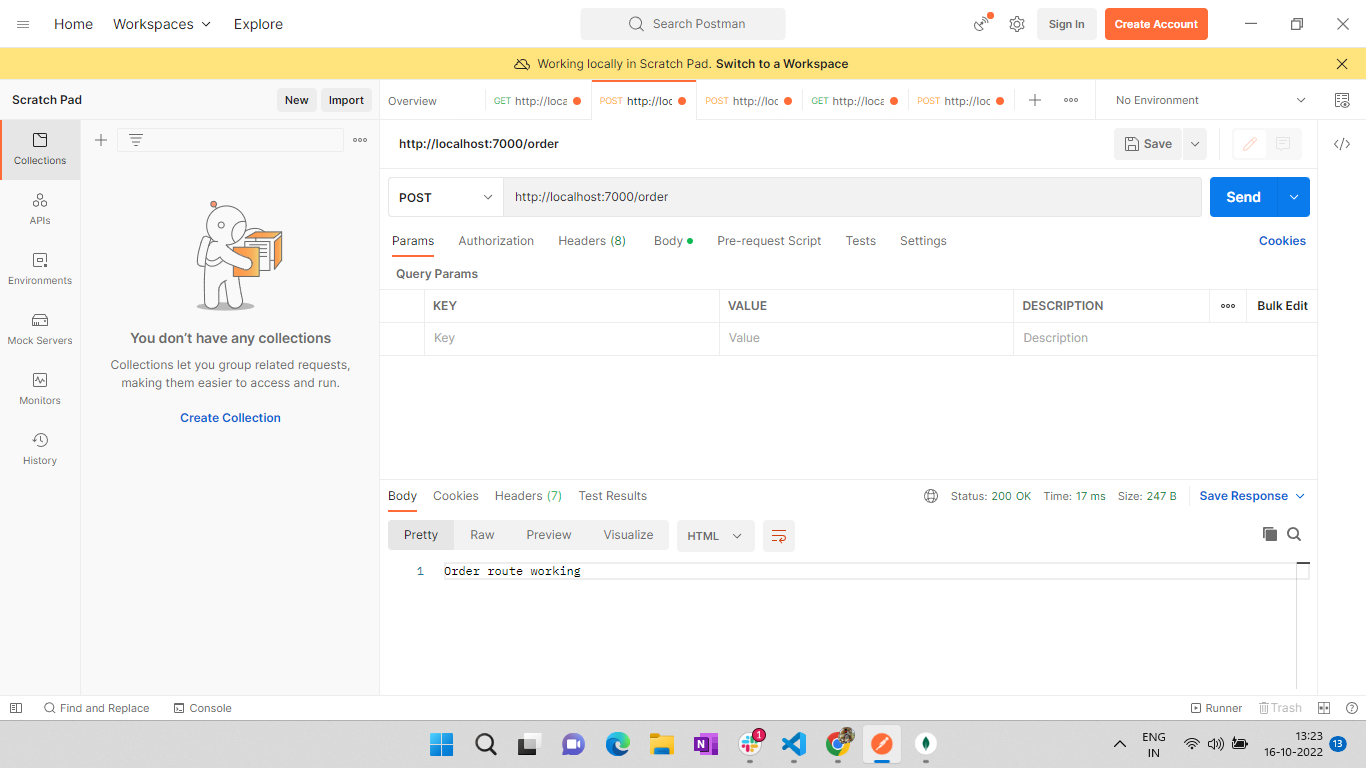 Home Workspaces Explore Search Postman Sign In Create Account
Working locally in Scratch Pad. Switch to a Workspace
Scratch Pad New Import
Overview GET http://loca POST http://loc POST http://loc GET http://loca POST http://loc No Environment
Collections
APIs
Environments
Mock Servers
Monitors
History
You don't have any collections
Collections let you group related requests,
making them easier to access and run.
Create Collection
http://localhost:7000/order Save
POST http://localhost:7000/order Send
Params Authorization Headers (8) Body Pre-request Script Tests Settings Cookies
Query Params
KEY VALUE DESCRIPTION Bulk Edit
Key Value Description
Body Cookies Headers (7) Test Results Status: 200 OK Time: 17 ms Size: 247 B Save Response
Pretty Raw Preview Visualize HTML
1 Order route working
Find and Replace Console Runner Trash
1
ENG
IN
13:23
16-10-2022
13